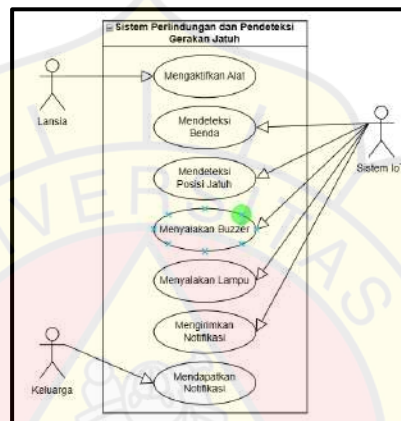 Sistem Perlindungan dan Pendeteksi
Gerakan Jatuh
Mengaktifkan Alat
Lansia
Mendeteksi
Benda
Sistem IoT
Mendeteksi
Posisi Jatuh
Menyalakan Buzzer
Menyalakan Lampu
Mengirimkan
Notifikasi
Mendapatkan
Notifikasi
Keluarga